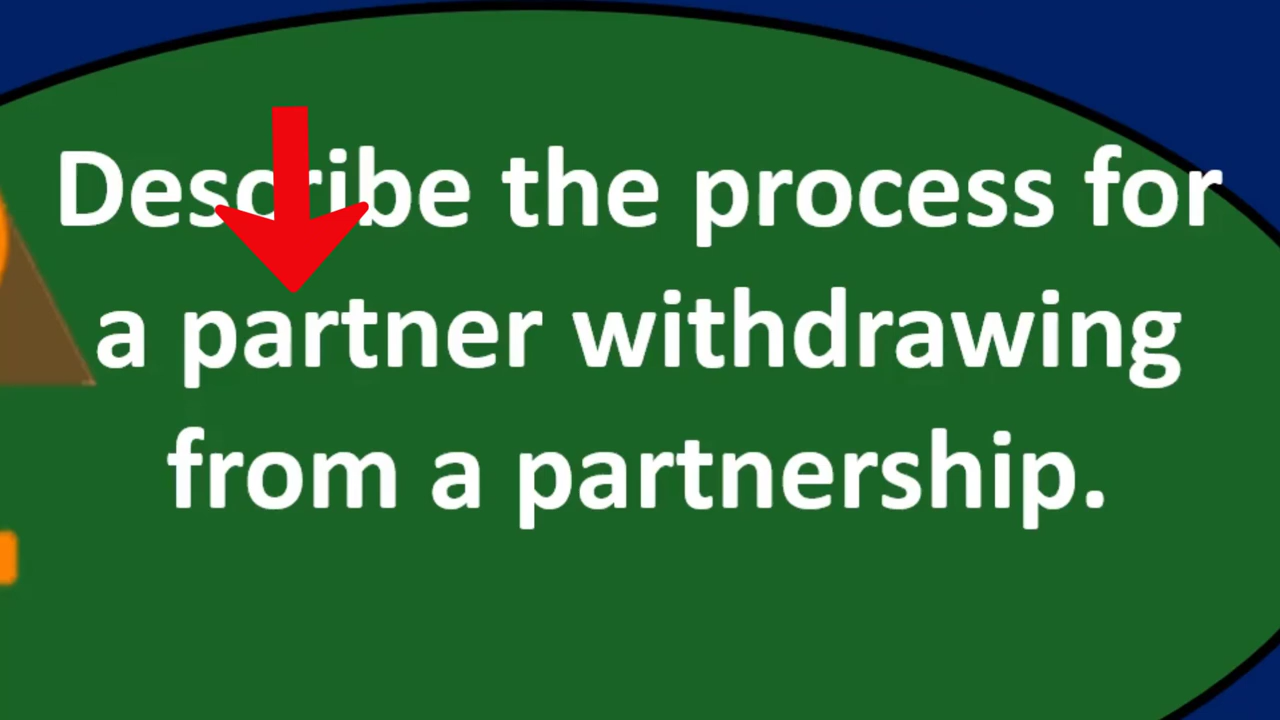 Describe the process for
a partner withdrawing
from a partnership.